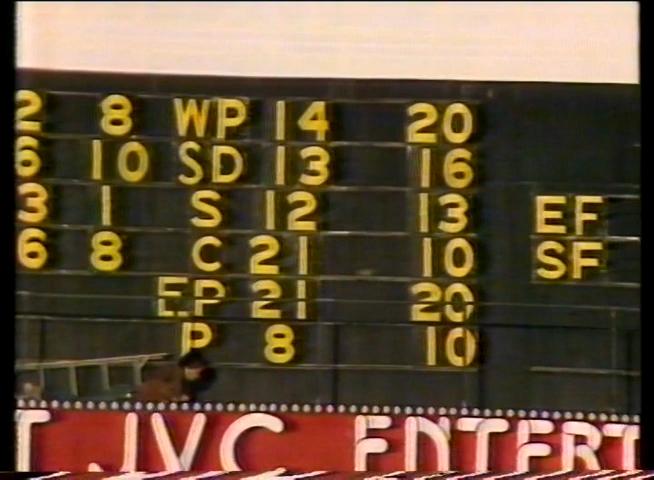 2 8 WP 14 20
6 10 SD 13 16
3 1 S 12 13 EF
6 8 C 21 10 SF
EP 21 20
P 8 10
T JVC ENTERT